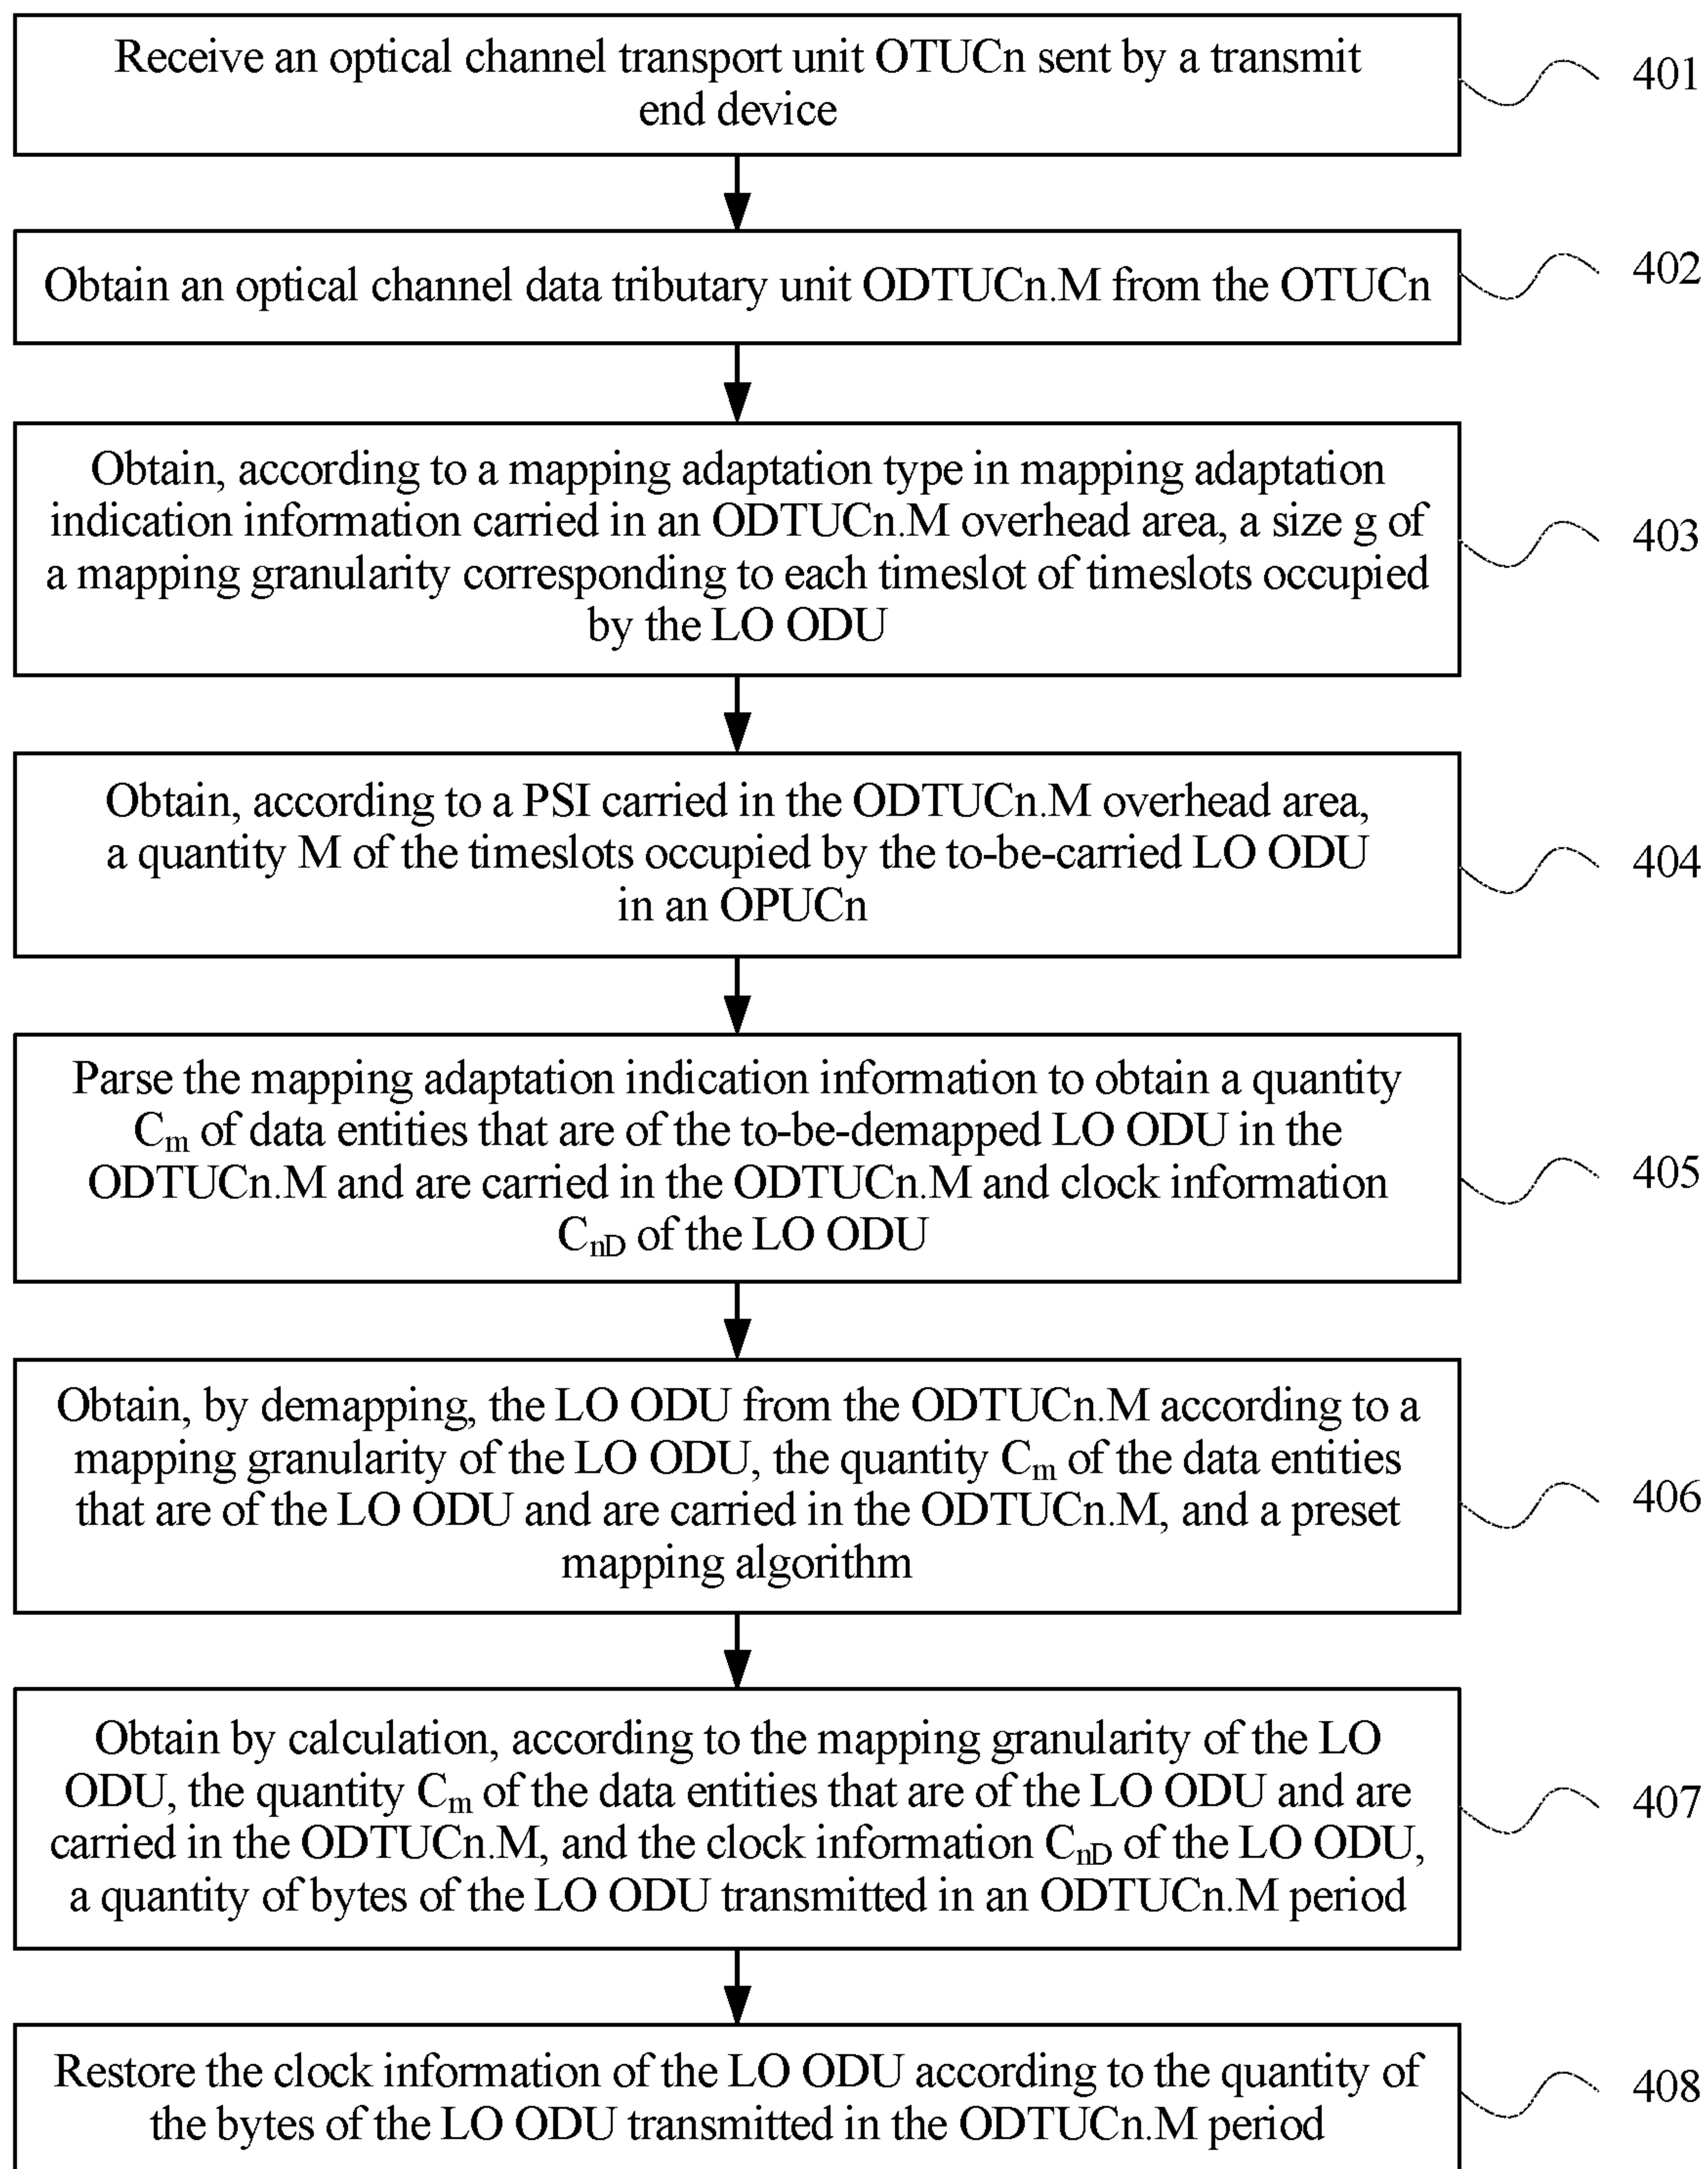 Receive an optical channel transport unit OTUCn sent by a transmit
end device
401
Obtain an optical channel data tributary unit ODTUCn.M from the OTUCn
402
Obtain, according to a mapping adaptation type in mapping adaptation
indication information carried in an ODTUCn.M overhead area, a size g of
a mapping granularity corresponding to each timeslot of timeslots occupied
by the LO ODU
403
Obtain, according to a PSI carried in the ODTUCn.M overhead area,
a quantity M of the timeslots occupied by the to-be-carried LO ODU
in an OPUCn
404
Parse the mapping adaptation indication information to obtain a quantity
Cm of data entities that are of the to-be-demapped LO ODU in the
ODTUCn.M and are carried in the ODTUCn.M and clock information
CnD of the LO ODU
405
Obtain, by demapping, the LO ODU from the ODTUCn.M according to a
mapping granularity of the LO ODU, the quantity Cm of the data entities
that are of the LO ODU and are carried in the ODTUCn.M, and a preset
mapping algorithm
406
Obtain by calculation, according to the mapping granularity of the LO
ODU, the quantity Cm of the data entities that are of the LO ODU and are
carried in the ODTUCn.M, and the clock information CnD of the LO ODU,
a quantity of bytes of the LO ODU transmitted in an ODTUCn.M period
407
Restore the clock information of the LO ODU according to the quantity of
the bytes of the LO ODU transmitted in the ODTUCn.M period
408